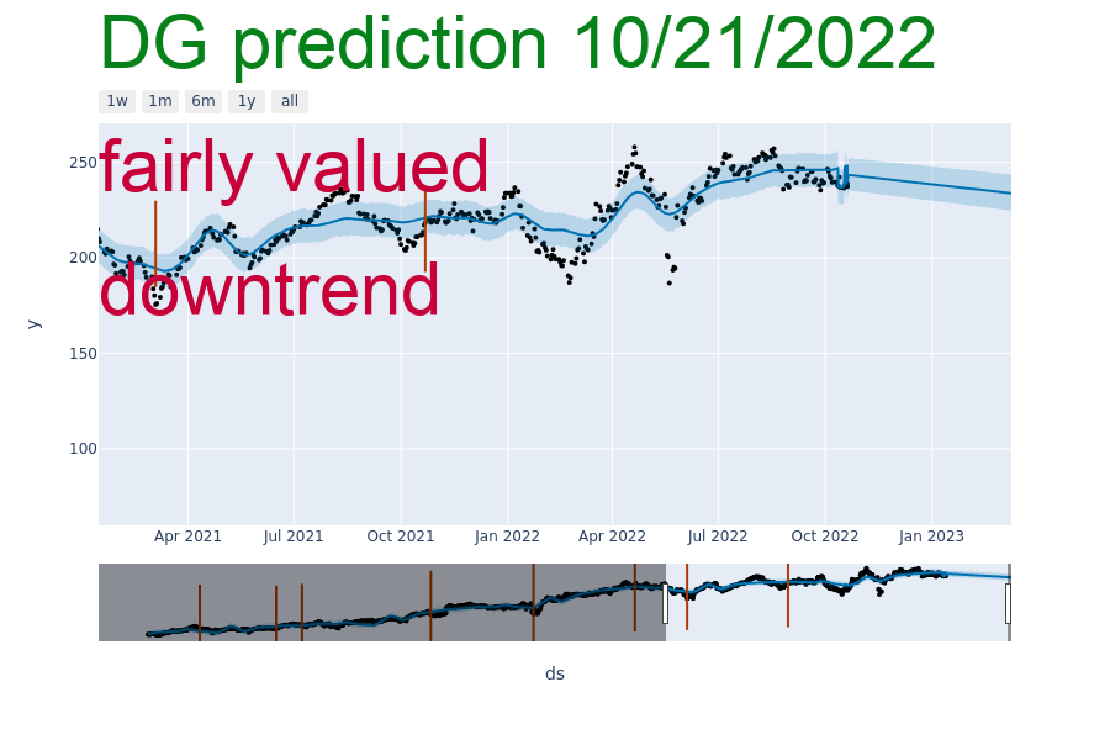 DG prediction 10/21/2022
1w 1m 6m 1y all
fairly valued
downtrend
250
200
150
100
y
Apr 2021 Jul 2021 Oct 2021 Jan 2022 Apr 2022 Jul 2022 Oct 2022 Jan 2023
ds